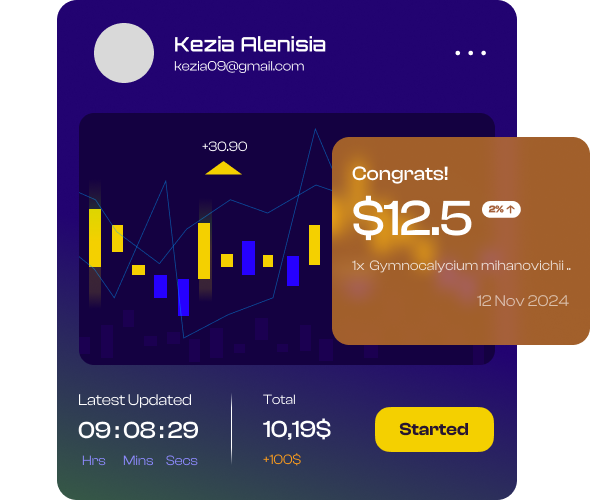 Kezia Alenisia
kezia09@gmail.com
+30.90
Congrats!
$12.5 2% ↑
1x Gymnocalycium mihanovichii ..
12 Nov 2024
Latest Updated
09:08:29
Hrs Mins Secs
Total
10,19$
+100$
Started